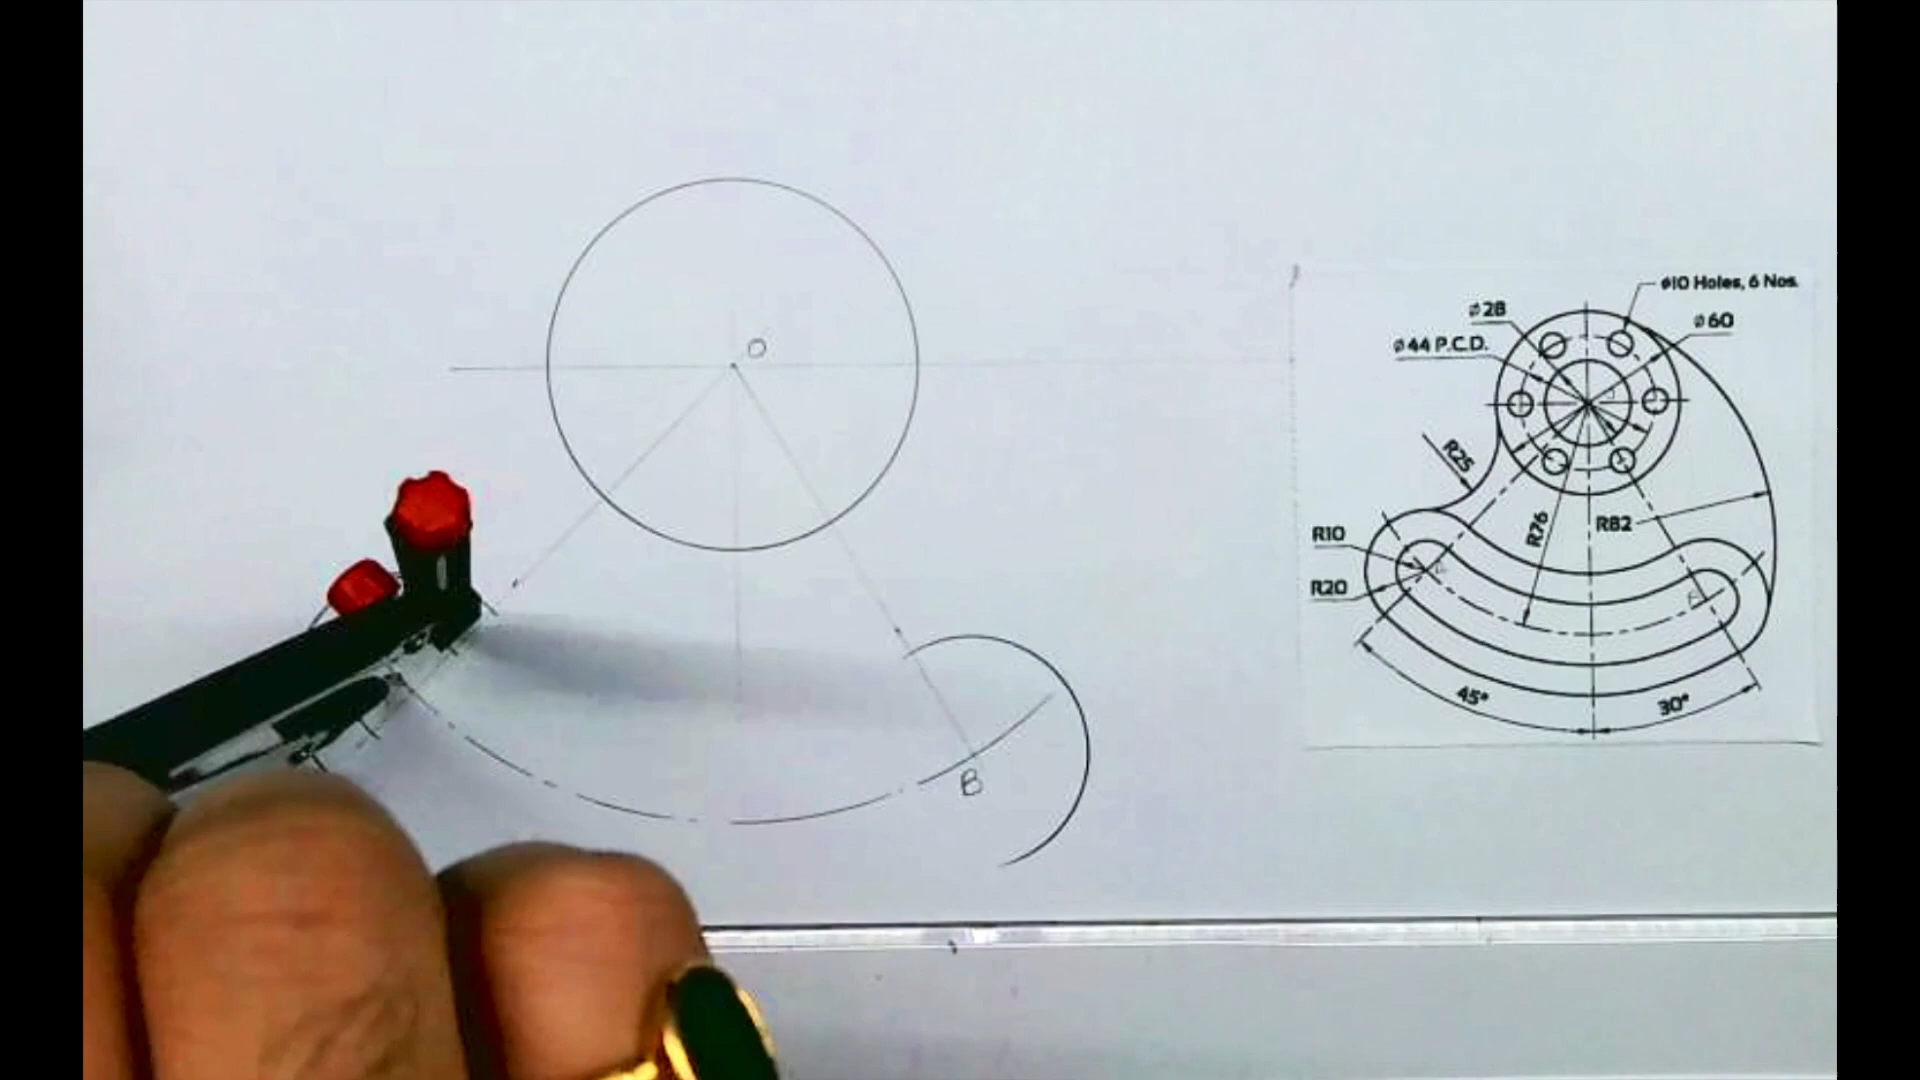 O
B
ø10 Holes, 6 Nos.
ø28
ø60
ø44 P.C.D.
R25
R76
R82
R10
R20
45°
30°